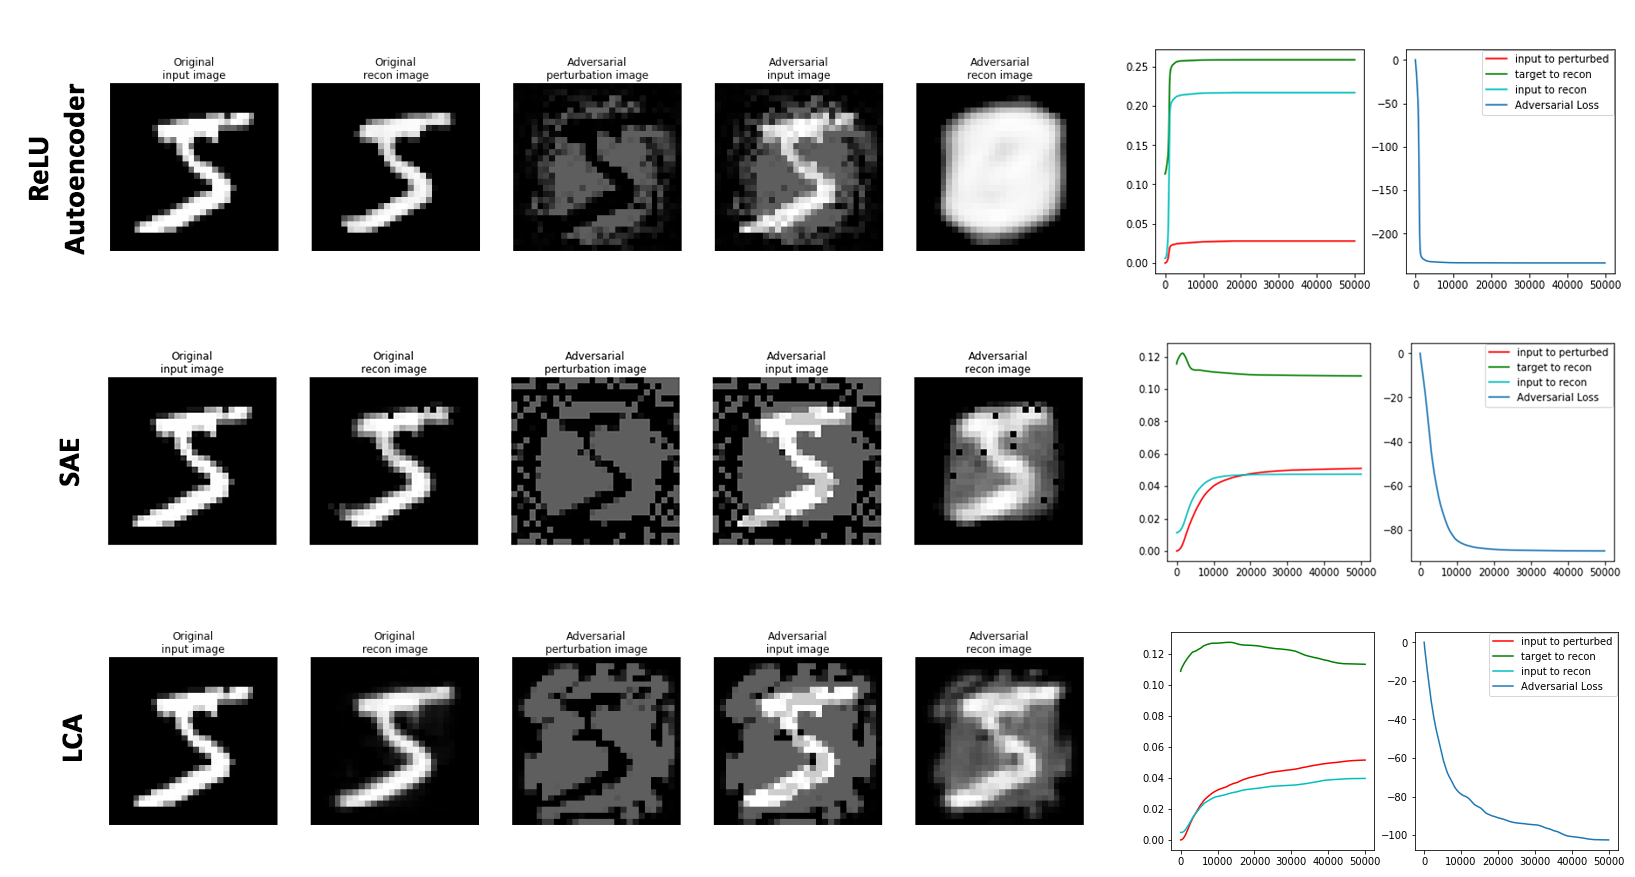 ReLU
Autoencoder
Original
input image
Original
recon image
Adversarial
perturbation image
Adversarial
input image
Adversarial
recon image
0.25
0.20
0.15
0.10
0.05
0.00
0 10000 20000 30000 40000 50000
0
−50
−100
−150
−200
0 10000 20000 30000 40000 50000
input to perturbed
target to recon
input to recon
Adversarial Loss
SAE
Original
input image
Original
recon image
Adversarial
perturbation image
Adversarial
input image
Adversarial
recon image
0.12
0.10
0.08
0.06
0.04
0.02
0.00
0 10000 20000 30000 40000 50000
0
−20
−40
−60
−80
0 10000 20000 30000 40000 50000
input to perturbed
target to recon
input to recon
Adversarial Loss
LCA
Original
input image
Original
recon image
Adversarial
perturbation image
Adversarial
input image
Adversarial
recon image
0.12
0.10
0.08
0.06
0.04
0.02
0.00
0 10000 20000 30000 40000 50000
0
−20
−40
−60
−80
−100
0 10000 20000 30000 40000 50000
input to perturbed
target to recon
input to recon
Adversarial Loss